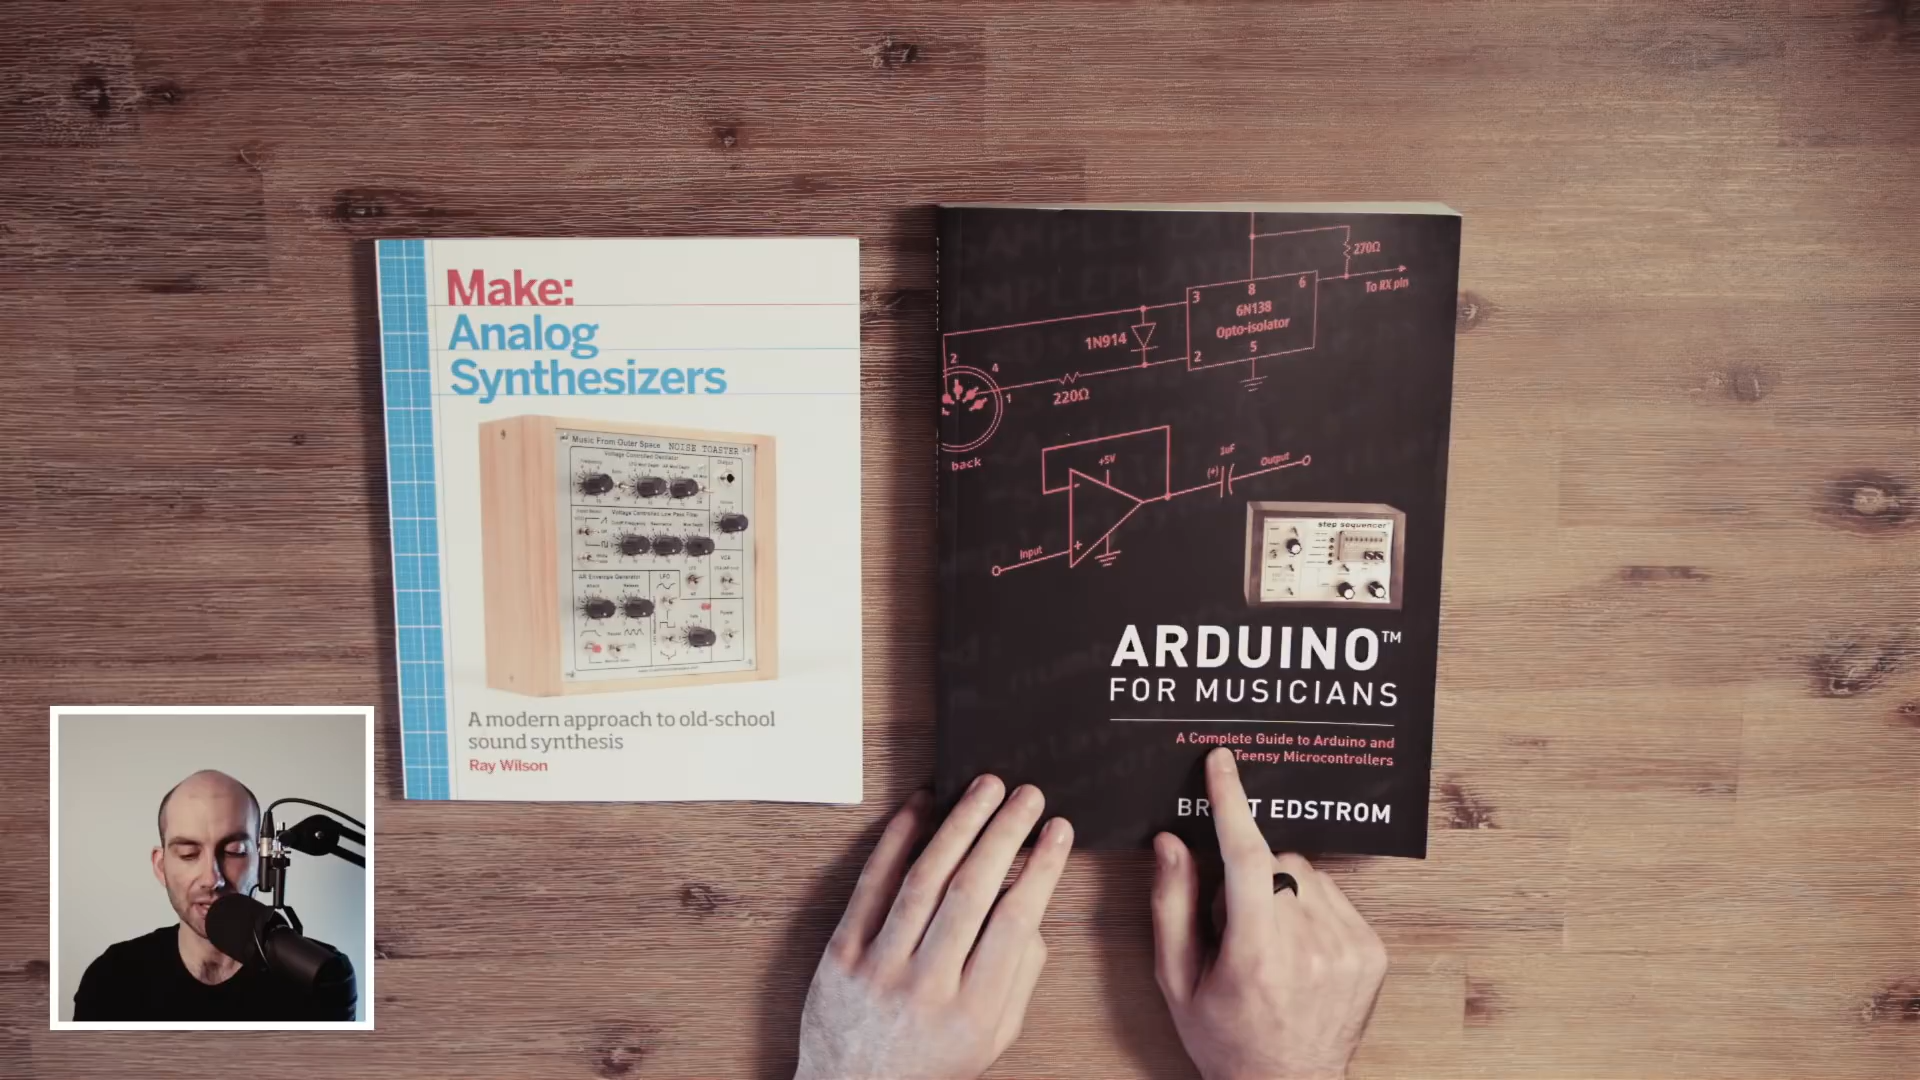 Make:
Analog
Synthesizers
Music From Outer Space NOISE TOASTER
Voltage Controlled Oscillator
Voltage Controlled Low Pass Filter
VCA
AR Envelope Generator
LFO
A modern approach to old-school
sound synthesis
Ray Wilson
270Ω
To RX pin
3
8
6
6N138
Opto-isolator
1N914
2
5
2
4
1
220Ω
back
+5V
-
+
1uF
(+)
Output
Input
step sequencer
ARDUINO™
FOR MUSICIANS
A Complete Guide to Arduino and
Teensy Microcontrollers
BR T EDSTROM